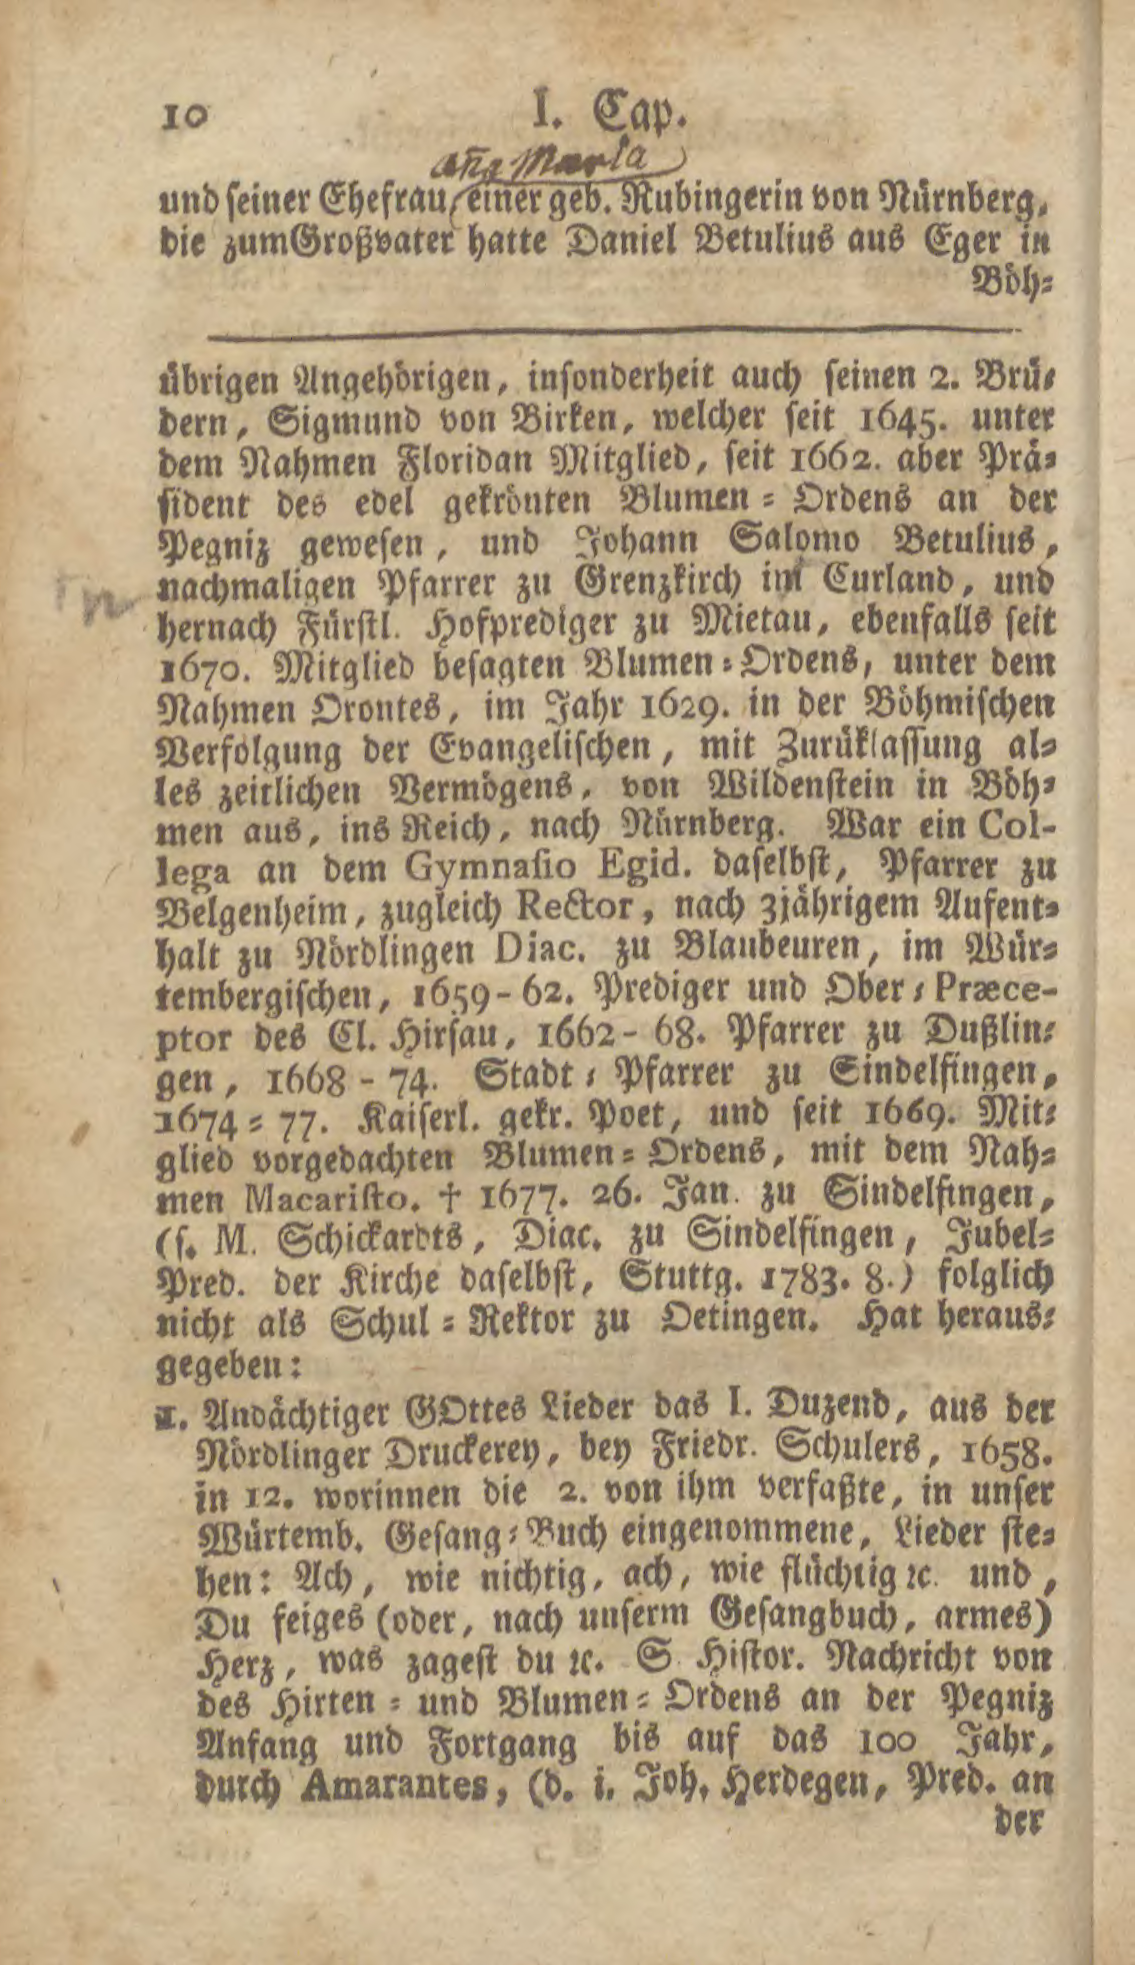 10 I. Cap.
Aña Maria
und seiner Ehefrau, einer geb. Rubingerin von Nürnberg,
die zumGroßvater hatte Daniel Betulius aus Eger in
Böh-
übrigen Angehörigen, insonderheit auch seinen 2. Brü-
dern, Sigmund von Birken, welcher seit 1645. unter
dem Nahmen Floridan Mitglied, seit 1662. aber Prä-
sident des edel gekrönten Blumen-Ordens an der
Pegniz gewesen, und Johann Salomo Betulius,
nachmaligen Pfarrer zu Grenzkirch im Curland, und
hernach Fürstl. Hofprediger zu Mietau, ebenfalls seit
1670. Mitglied besagten Blumen-Ordens, unter dem
Nahmen Orontes, im Jahr 1629. in der Böhmischen
Verfolgung der Evangelischen, mit Zurüklassung al-
les zeitlichen Vermögens, von Wildenstein in Böh-
men aus, ins Reich, nach Nürnberg. War ein Col-
lega an dem Gymnasio Egid. daselbst, Pfarrer zu
Belgenheim, zugleich Rector, nach 3jährigem Aufent-
halt zu Nördlingen Diac. zu Blaubeuren, im Wür-
tembergischen, 1659-62. Prediger und Ober-Præce-
ptor des Cl. Hirsau, 1662-68. Pfarrer zu Dußlin-
gen, 1668-74. Stadt-Pfarrer zu Sindelfingen,
1674-77. Kaiserl. gekr. Poet, und seit 1669. Mit-
glied vorgedachten Blumen-Ordens, mit dem Nah-
men Macaristo. † 1677. 26. Jan. zu Sindelfingen,
(s. M. Schickardts, Diac. zu Sindelfingen, Jubel-
Pred. der Kirche daselbst, Stuttg. 1783. 8.) folglich
nicht als Schul-Rektor zu Oetingen. Hat heraus-
gegeben:
1. Andächtiger GOttes Lieder das I. Duzend, aus der
Nördlinger Druckerey, bey Friedr. Schulers, 1658.
in 12. worinnen die 2. von ihm verfaßte, in unser
Würtemb. Gesang-Buch eingenommene, Lieder ste-
hen: Ach, wie nichtig, ach, wie flüchtig ꝛc. und,
Du feiges (oder, nach unserm Gesangbuch, armes)
Herz, was zagest du ꝛc. S. Histor. Nachricht von
des Hirten- und Blumen-Ordens an der Pegniz
Anfang und Fortgang bis auf das 100 Jahr,
durch Amarantes, (d. i. Joh. Herdegen, Pred. an
der